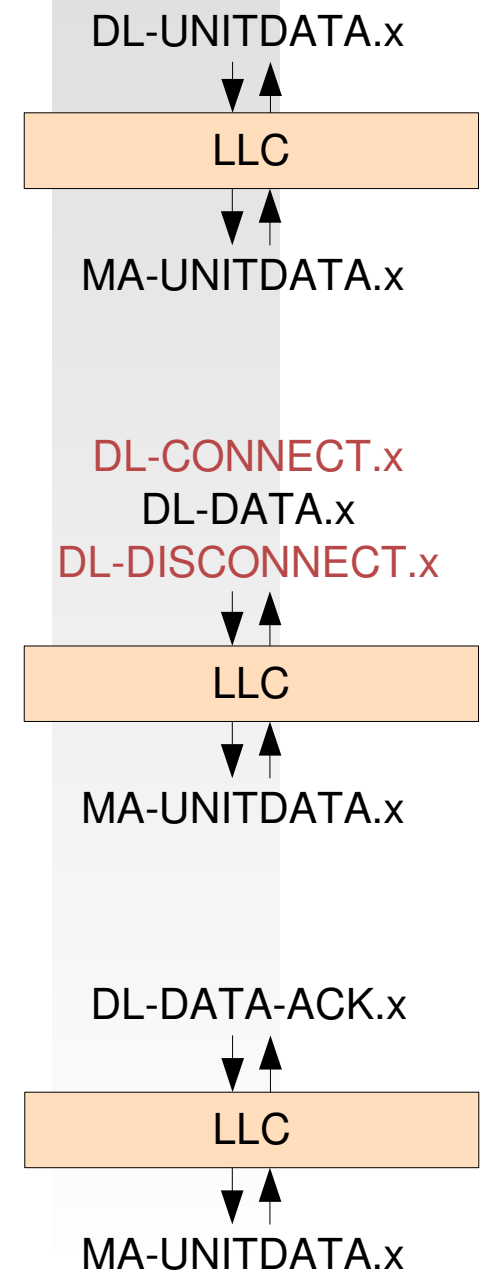 DL-UNITDATA.x
LLC
MA-UNITDATA.x
DL-CONNECT.x
DL-DATA.x
DL-DISCONNECT.x
LLC
MA-UNITDATA.x
DL-DATA-ACK.x
LLC
MA-UNITDATA.x